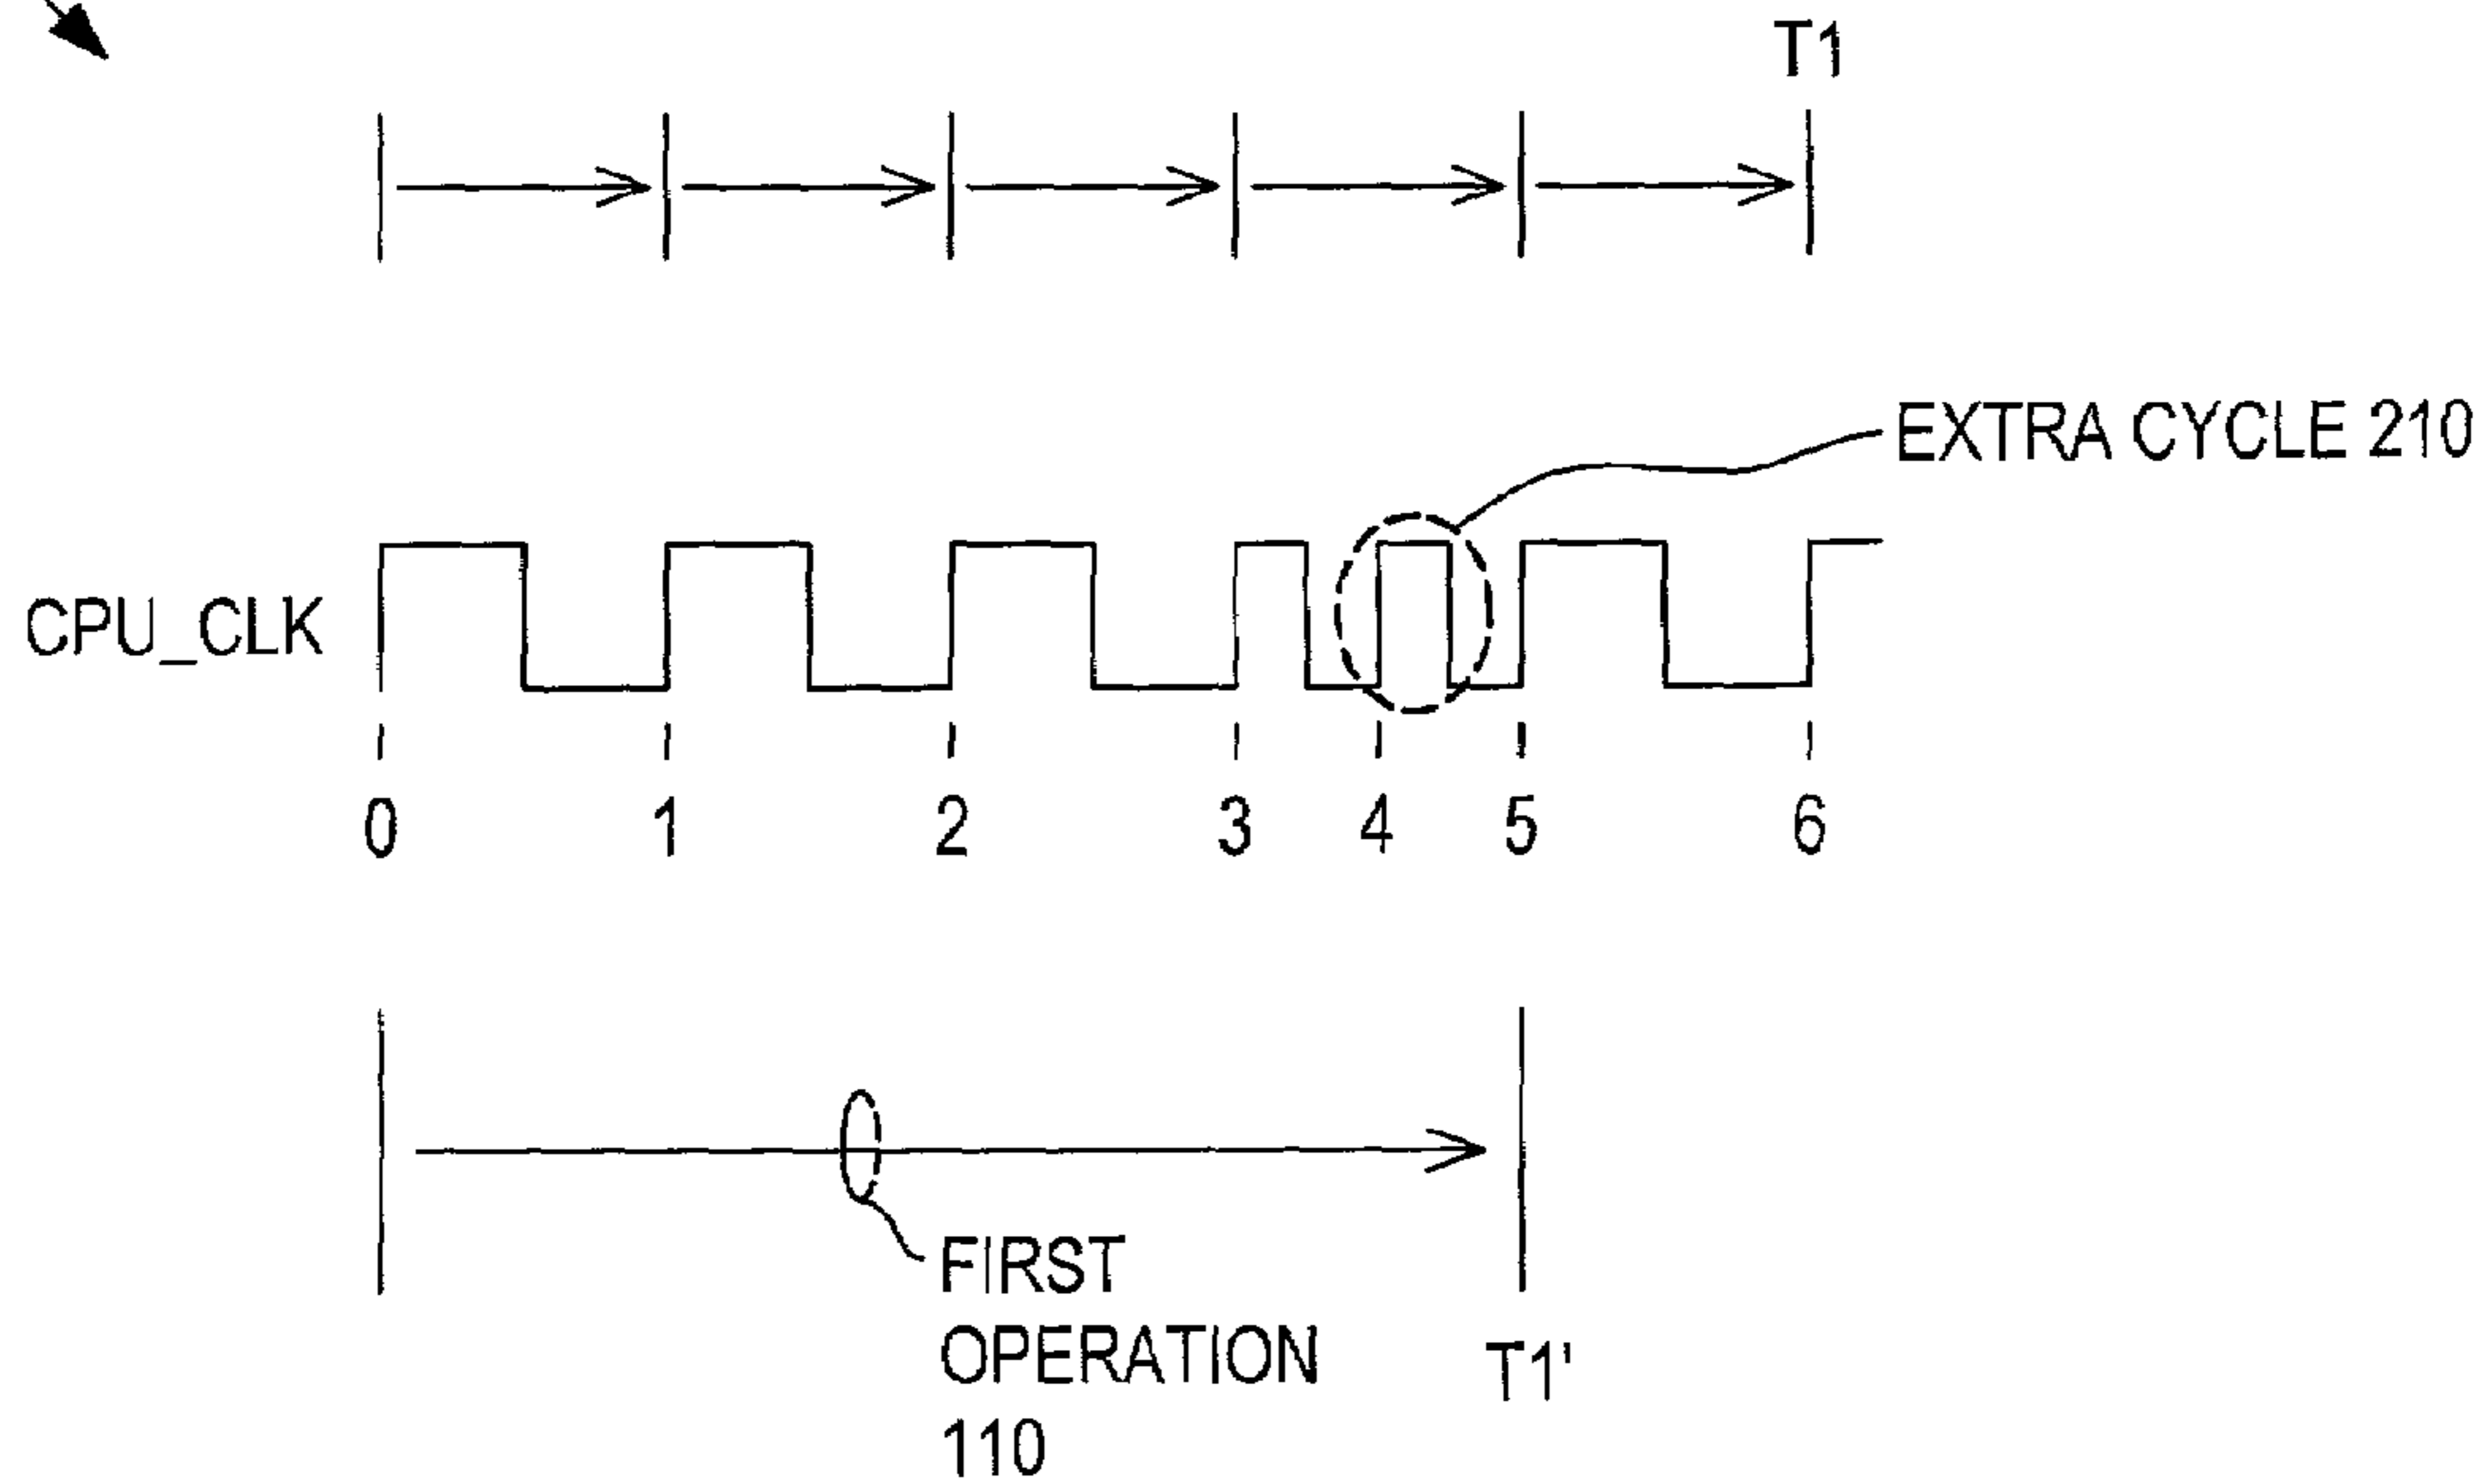 T1
EXTRA CYCLE 210
CPU_CLK
0 1 2 3 4 5 6
FIRST
OPERATION
110
T1'